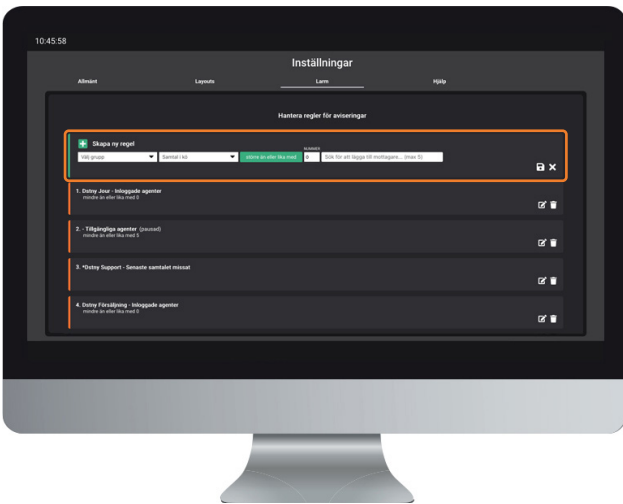 10:45:58
Inställningar
Allmänt Layouts Larm Hjälp
Hantera regler för aviseringar
Skapa ny regel
NUMMER
Välj grupp Samtal i kö större än eller lika med 0 Sök för att lägga till mottagare... (max 5)
1. Dstny Jour - Inloggade agenter
mindre än eller lika med 0
2. - Tillgängliga agenter (pausad)
mindre än eller lika med 5
3. *Dstny Support - Senaste samtalet missat
4. Dstny Försäljning - Inloggade agenter
mindre än eller lika med 0